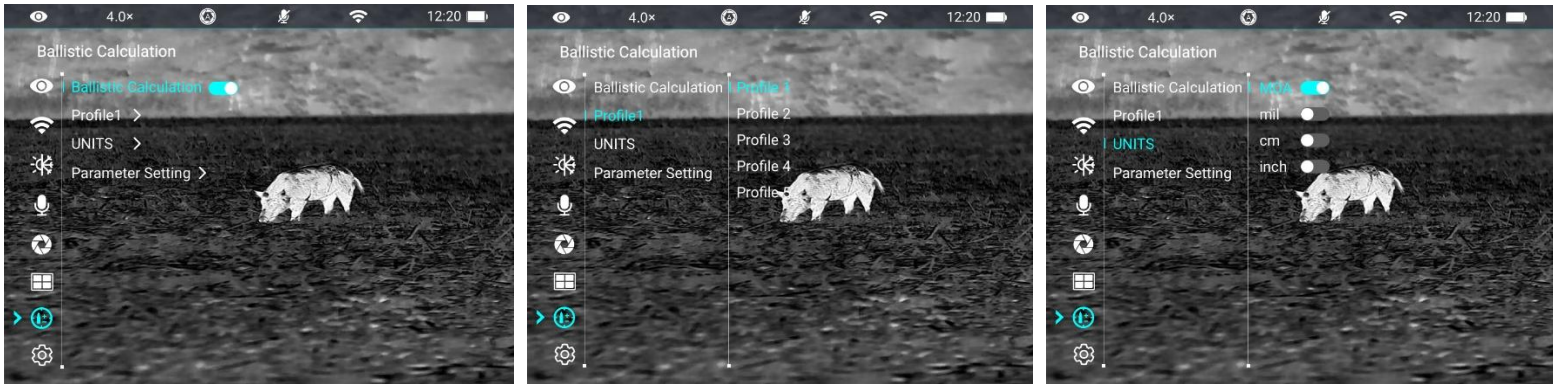 4.0× 12:20
Ballistic Calculation
Ballistic Calculation
Profile1 >
UNITS >
Parameter Setting >
4.0× 12:20
Ballistic Calculation
Ballistic Calculation
Profile1
UNITS
Parameter Setting
Profile 1
Profile 2
Profile 3
Profile 4
Profile 5
4.0× 12:20
Ballistic Calculation
Ballistic Calculation
Profile1
UNITS
Parameter Setting
MOA
mil
cm
inch